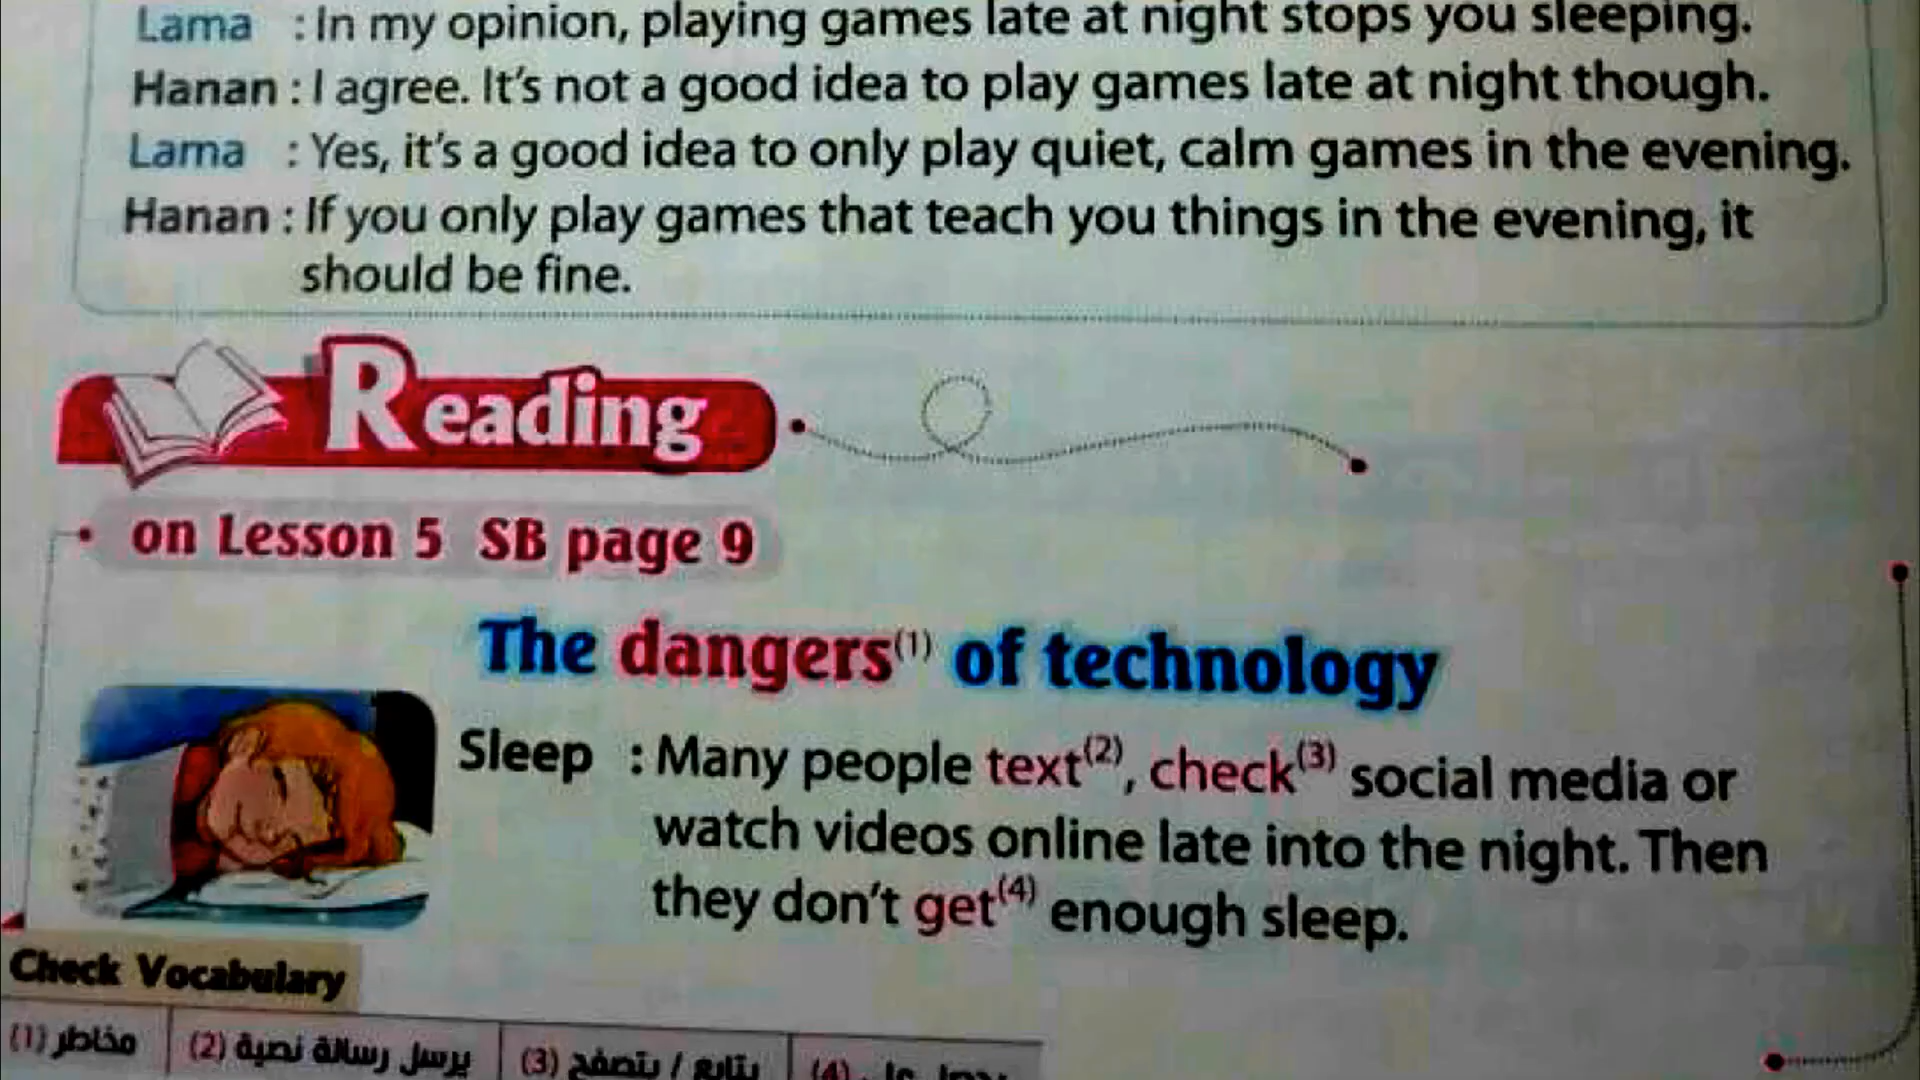 Lama : In my opinion, playing games late at night stops you sleeping.
Hanan : I agree. It's not a good idea to play games late at night though.
Lama : Yes, it's a good idea to only play quiet, calm games in the evening.
Hanan : If you only play games that teach you things in the evening, it
should be fine.
Reading
on Lesson 5 SB page 9
The dangers(1) of technology
Sleep : Many people text(2), check(3) social media or
watch videos online late into the night. Then
they don't get(4) enough sleep.
Check Vocabulary
(1) مخاطر (2) يرسل رسالة نصية (3) يتابع / يتصفح (4)